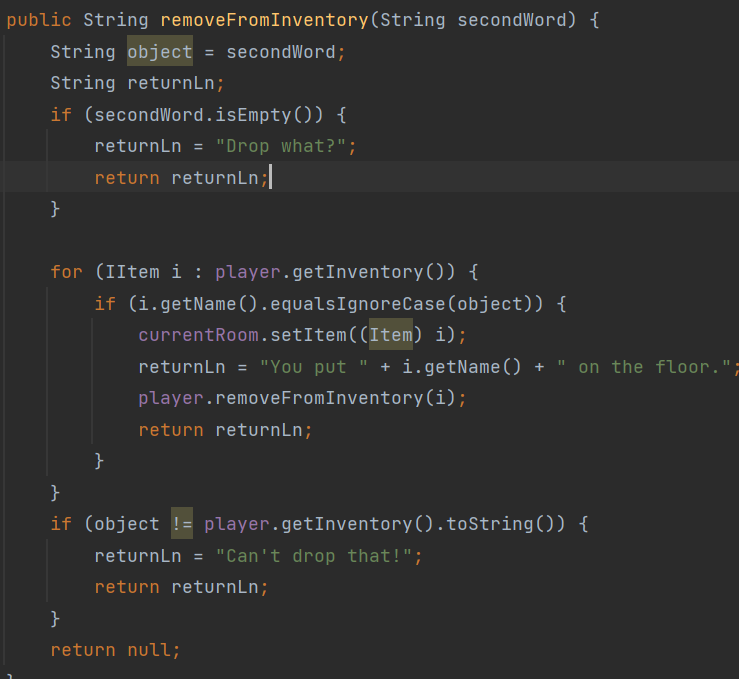 public String removeFromInventory(String secondWord) {
    String object = secondWord;
    String returnLn;
    if (secondWord.isEmpty()) {
        returnLn = "Drop what?";
        return returnLn;
    }

    for (IItem i : player.getInventory()) {
        if (i.getName().equalsIgnoreCase(object)) {
            currentRoom.setItem((Item) i);
            returnLn = "You put " + i.getName() + " on the floor.";
            player.removeFromInventory(i);
            return returnLn;
        }
    }
    if (object != player.getInventory().toString()) {
        returnLn = "Can't drop that!";
        return returnLn;
    }
    return null;
}